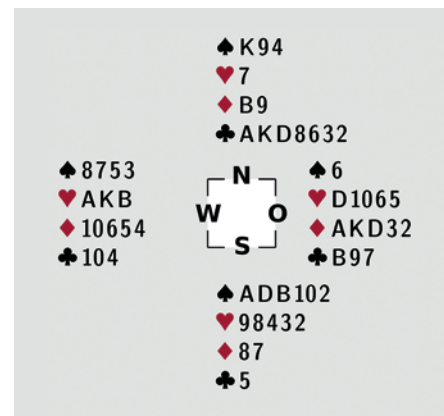 ♠K94
♥7
♦B9
♣AKD8632
♠8753
♥AKB
♦10654
♣104
N
W O
S
♠6
♥D1065
♦AKD32
♣B97
♠ADB102
♥98432
♦87
♣5